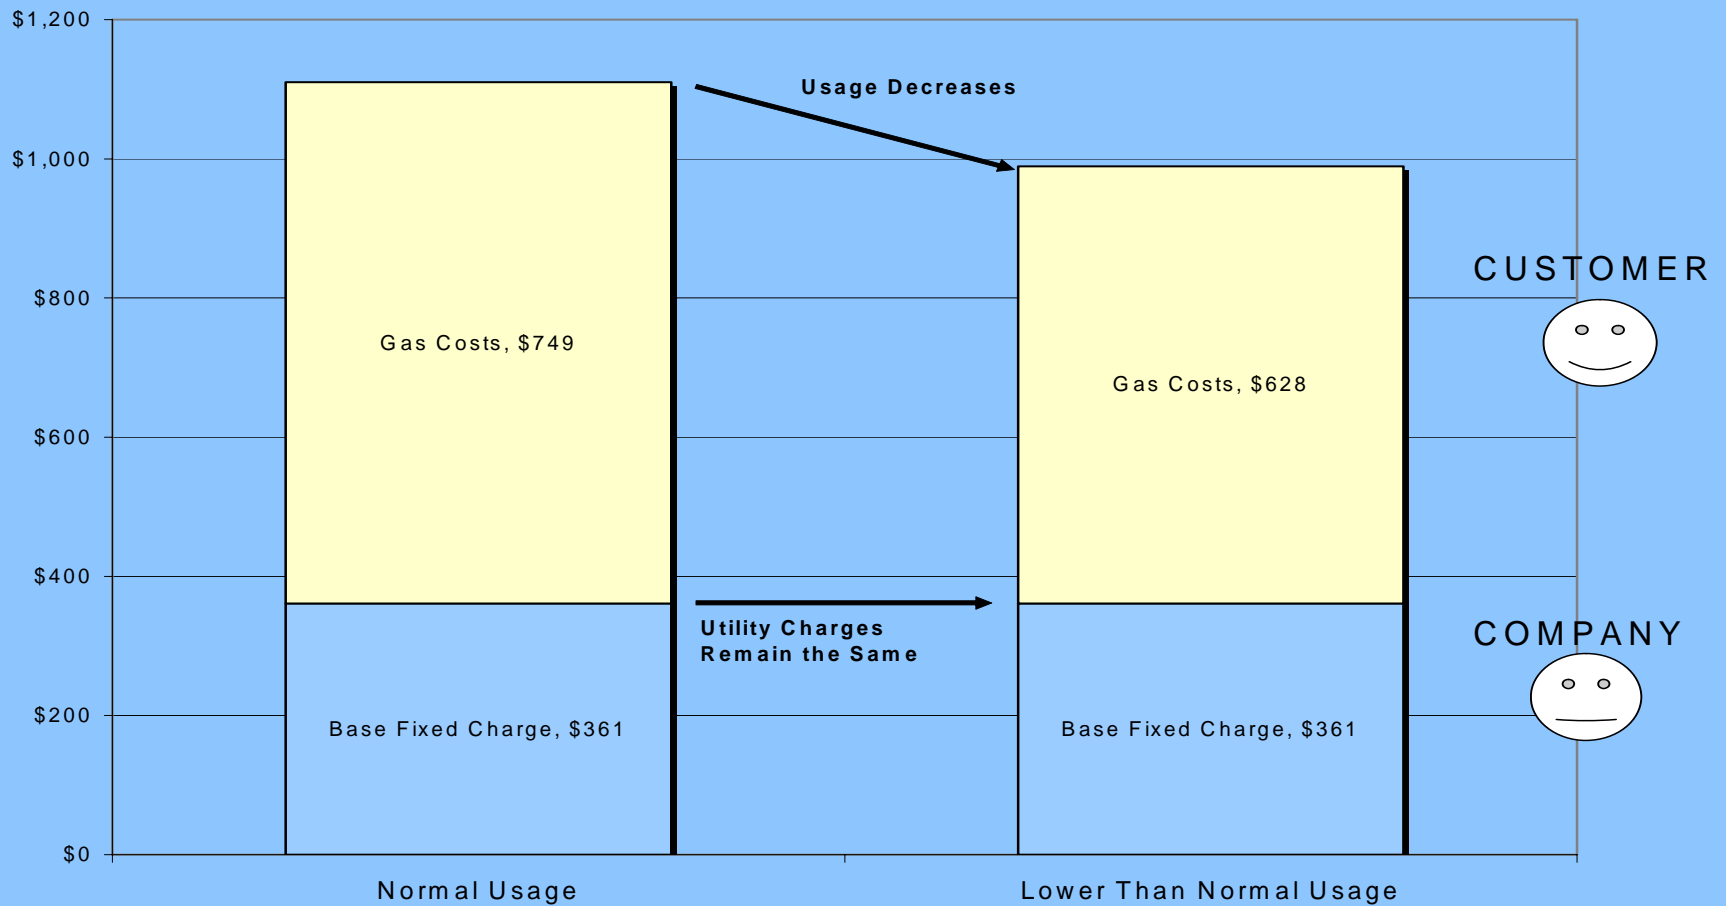 $1,200
Usage Decreases
$1,000
CUSTOMER
$800
Gas Costs, $749
Gas Costs, $628
$600
$400
Utility Charges
Remain the Same
COMPANY
$200
Base Fixed Charge, $361
Base Fixed Charge, $361
$0
Normal Usage
Lower Than Normal Usage